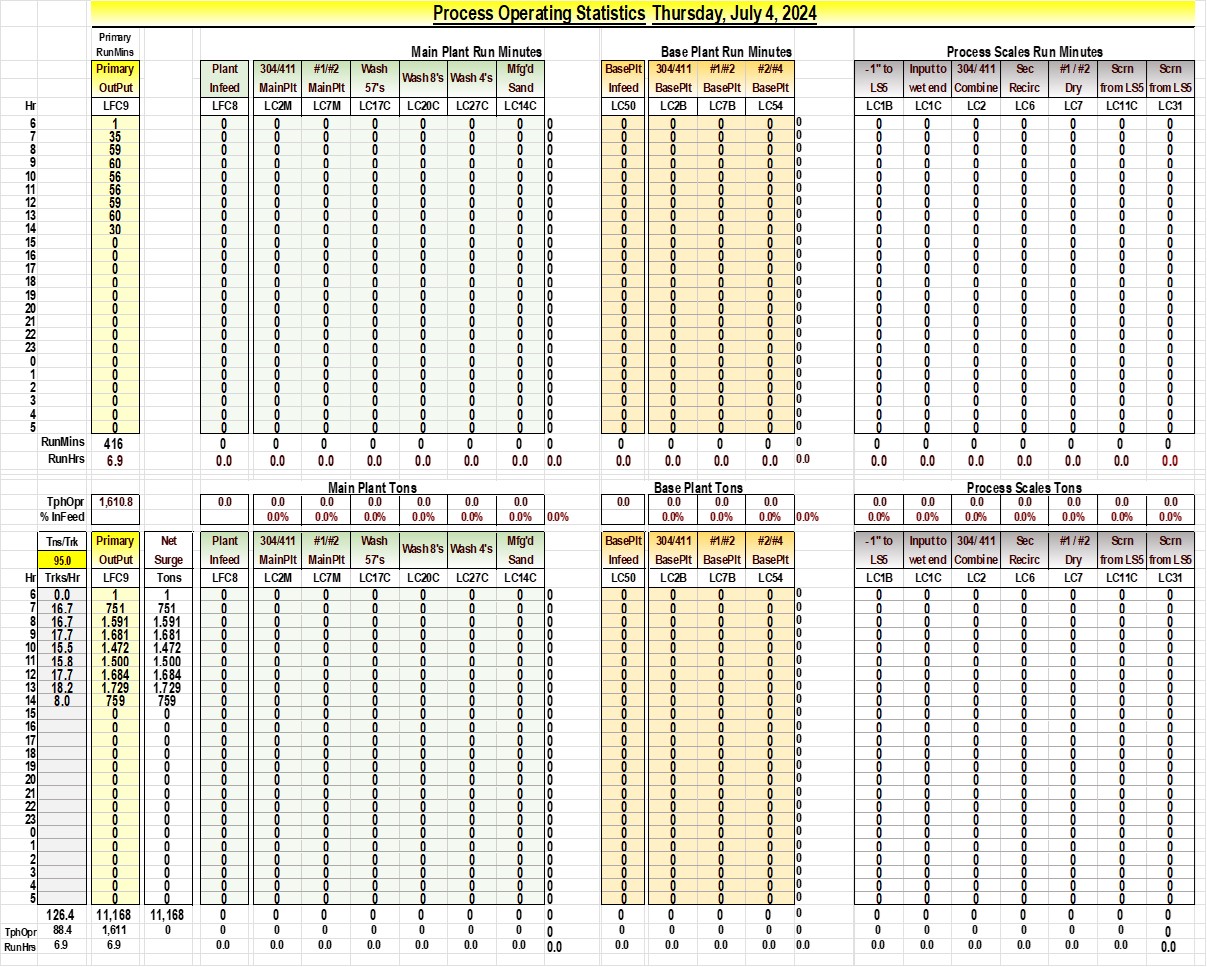 Process Operating Statistics Thursday, July 4, 2024
Primary
RunMins Main Plant Run Minutes Base Plant Run Minutes Process Scales Run Minutes
Primary Plant 304/411 #1/#2 Wash Wash 8's Wash 4's Mfg'd BasePlt 304/411 #1/#2 #2/#4 -1" to Input to 304/ 411 Sec #1 / #2 Scrn Scrn
OutPut Infeed MainPlt MainPlt 57's Sand Infeed BasePlt BasePlt BasePlt LS5 wet end Combine Recirc Dry from LS5 from LS5
Hr LFC9 LFC8 LC2M LC7M LC17C LC20C LC27C LC14C LC50 LC2B LC7B LC54 LC1B LC1C LC2 LC6 LC7 LC11C LC31
6 1 0 0 0 0 0 0 0 0 0 0 0 0 0 0 0 0 0 0 0 0
7 35 0 0 0 0 0 0 0 0 0 0 0 0 0 0 0 0 0 0 0 0
8 59 0 0 0 0 0 0 0 0 0 0 0 0 0 0 0 0 0 0 0 0
9 60 0 0 0 0 0 0 0 0 0 0 0 0 0 0 0 0 0 0 0 0
10 56 0 0 0 0 0 0 0 0 0 0 0 0 0 0 0 0 0 0 0 0
11 56 0 0 0 0 0 0 0 0 0 0 0 0 0 0 0 0 0 0 0 0
12 59 0 0 0 0 0 0 0 0 0 0 0 0 0 0 0 0 0 0 0 0
13 60 0 0 0 0 0 0 0 0 0 0 0 0 0 0 0 0 0 0 0 0
14 30 0 0 0 0 0 0 0 0 0 0 0 0 0 0 0 0 0 0 0 0
15 0 0 0 0 0 0 0 0 0 0 0 0 0 0 0 0 0 0 0 0 0
16 0 0 0 0 0 0 0 0 0 0 0 0 0 0 0 0 0 0 0 0 0
17 0 0 0 0 0 0 0 0 0 0 0 0 0 0 0 0 0 0 0 0 0
18 0 0 0 0 0 0 0 0 0 0 0 0 0 0 0 0 0 0 0 0 0
19 0 0 0 0 0 0 0 0 0 0 0 0 0 0 0 0 0 0 0 0 0
20 0 0 0 0 0 0 0 0 0 0 0 0 0 0 0 0 0 0 0 0 0
21 0 0 0 0 0 0 0 0 0 0 0 0 0 0 0 0 0 0 0 0 0
22 0 0 0 0 0 0 0 0 0 0 0 0 0 0 0 0 0 0 0 0 0
23 0 0 0 0 0 0 0 0 0 0 0 0 0 0 0 0 0 0 0 0 0
0 0 0 0 0 0 0 0 0 0 0 0 0 0 0 0 0 0 0 0 0 0
1 0 0 0 0 0 0 0 0 0 0 0 0 0 0 0 0 0 0 0 0 0
2 0 0 0 0 0 0 0 0 0 0 0 0 0 0 0 0 0 0 0 0 0
3 0 0 0 0 0 0 0 0 0 0 0 0 0 0 0 0 0 0 0 0 0
4 0 0 0 0 0 0 0 0 0 0 0 0 0 0 0 0 0 0 0 0 0
5 0 0 0 0 0 0 0 0 0 0 0 0 0 0 0 0 0 0 0 0 0
RunMins 416 0 0 0 0 0 0 0 0 0 0 0 0 0 0 0 0 0 0 0
RunHrs 6.9 0.0 0.0 0.0 0.0 0.0 0.0 0.0 0.0 0.0 0.0 0.0 0.0 0.0 0.0 0.0 0.0 0.0 0.0 0.0 0.0
Main Plant Tons Base Plant Tons Process Scales Tons
TphOpr 1,610.8 0.0 0.0 0.0 0.0 0.0 0.0 0.0 0.0 0.0 0.0 0.0 0.0 0.0 0.0 0.0 0.0 0.0 0.0
% InFeed 0.0% 0.0% 0.0% 0.0% 0.0% 0.0% 0.0% 0.0% 0.0% 0.0% 0.0% 0.0% 0.0% 0.0% 0.0% 0.0% 0.0% 0.0%
Tns/Trk Primary Net Plant 304/411 #1/#2 Wash Wash 8's Wash 4's Mfg'd BasePlt 304/411 #1/#2 #2/#4 -1" to Input to 304/ 411 Sec #1 / #2 Scrn Scrn
95.0 OutPut Surge Infeed MainPlt MainPlt 57's Sand Infeed BasePlt BasePlt BasePlt LS5 wet end Combine Recirc Dry from LS5 from LS5
Hr Trks/Hr LFC9 Tons LFC8 LC2M LC7M LC17C LC20C LC27C LC14C LC50 LC2B LC7B LC54 LC1B LC1C LC2 LC6 LC7 LC11C LC31
6 0.0 1 1 0 0 0 0 0 0 0 0 0 0 0 0 0 0 0 0 0 0 0 0
7 16.7 751 751 0 0 0 0 0 0 0 0 0 0 0 0 0 0 0 0 0 0 0 0
8 16.7 1.591 1.591 0 0 0 0 0 0 0 0 0 0 0 0 0 0 0 0 0 0 0 0
9 17.7 1.681 1.681 0 0 0 0 0 0 0 0 0 0 0 0 0 0 0 0 0 0 0 0
10 15.5 1.472 1.472 0 0 0 0 0 0 0 0 0 0 0 0 0 0 0 0 0 0 0 0
11 15.8 1.500 1.500 0 0 0 0 0 0 0 0 0 0 0 0 0 0 0 0 0 0 0 0
12 17.7 1.684 1.684 0 0 0 0 0 0 0 0 0 0 0 0 0 0 0 0 0 0 0 0
13 18.2 1.729 1.729 0 0 0 0 0 0 0 0 0 0 0 0 0 0 0 0 0 0 0 0
14 8.0 759 759 0 0 0 0 0 0 0 0 0 0 0 0 0 0 0 0 0 0 0 0
15 0 0 0 0 0 0 0 0 0 0 0 0 0 0 0 0 0 0 0 0 0 0
16 0 0 0 0 0 0 0 0 0 0 0 0 0 0 0 0 0 0 0 0 0 0
17 0 0 0 0 0 0 0 0 0 0 0 0 0 0 0 0 0 0 0 0 0 0
18 0 0 0 0 0 0 0 0 0 0 0 0 0 0 0 0 0 0 0 0 0 0
19 0 0 0 0 0 0 0 0 0 0 0 0 0 0 0 0 0 0 0 0 0 0
20 0 0 0 0 0 0 0 0 0 0 0 0 0 0 0 0 0 0 0 0 0 0
21 0 0 0 0 0 0 0 0 0 0 0 0 0 0 0 0 0 0 0 0 0 0
22 0 0 0 0 0 0 0 0 0 0 0 0 0 0 0 0 0 0 0 0 0 0
23 0 0 0 0 0 0 0 0 0 0 0 0 0 0 0 0 0 0 0 0 0 0
0 0 0 0 0 0 0 0 0 0 0 0 0 0 0 0 0 0 0 0 0 0 0
1 0 0 0 0 0 0 0 0 0 0 0 0 0 0 0 0 0 0 0 0 0 0
2 0 0 0 0 0 0 0 0 0 0 0 0 0 0 0 0 0 0 0 0 0 0
3 0 0 0 0 0 0 0 0 0 0 0 0 0 0 0 0 0 0 0 0 0 0
4 0 0 0 0 0 0 0 0 0 0 0 0 0 0 0 0 0 0 0 0 0 0
5 0 0 0 0 0 0 0 0 0 0 0 0 0 0 0 0 0 0 0 0 0 0
126.4 11,168 11,168 0 0 0 0 0 0 0 0 0 0 0 0 0 0 0 0 0 0 0 0
TphOpr 88.4 1,611 0 0 0 0 0 0 0 0 0 0 0 0 0 0 0 0 0 0 0 0 0 0
RunHrs 6.9 6.9 0.0 0.0 0.0 0.0 0.0 0.0 0.0 0.0 0.0 0.0 0.0 0.0 0.0 0.0 0.0 0.0 0.0 0.0 0.0 0.0